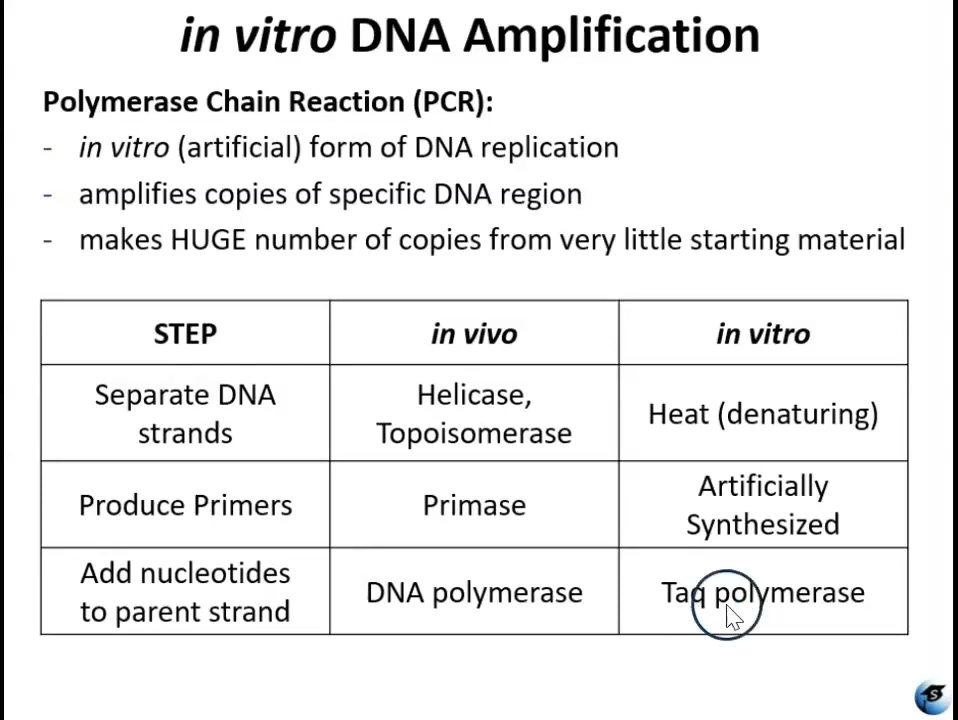 in vitro DNA Amplification
Polymerase Chain Reaction (PCR):
- in vitro (artificial) form of DNA replication
- amplifies copies of specific DNA region
- makes HUGE number of copies from very little starting material
STEP in vivo in vitro
Separate DNA
strands
Helicase,
Topoisomerase
Heat (denaturing)
Produce Primers
Primase
Artificially
Synthesized
Add nucleotides
to parent strand
DNA polymerase
Taq polymerase
S